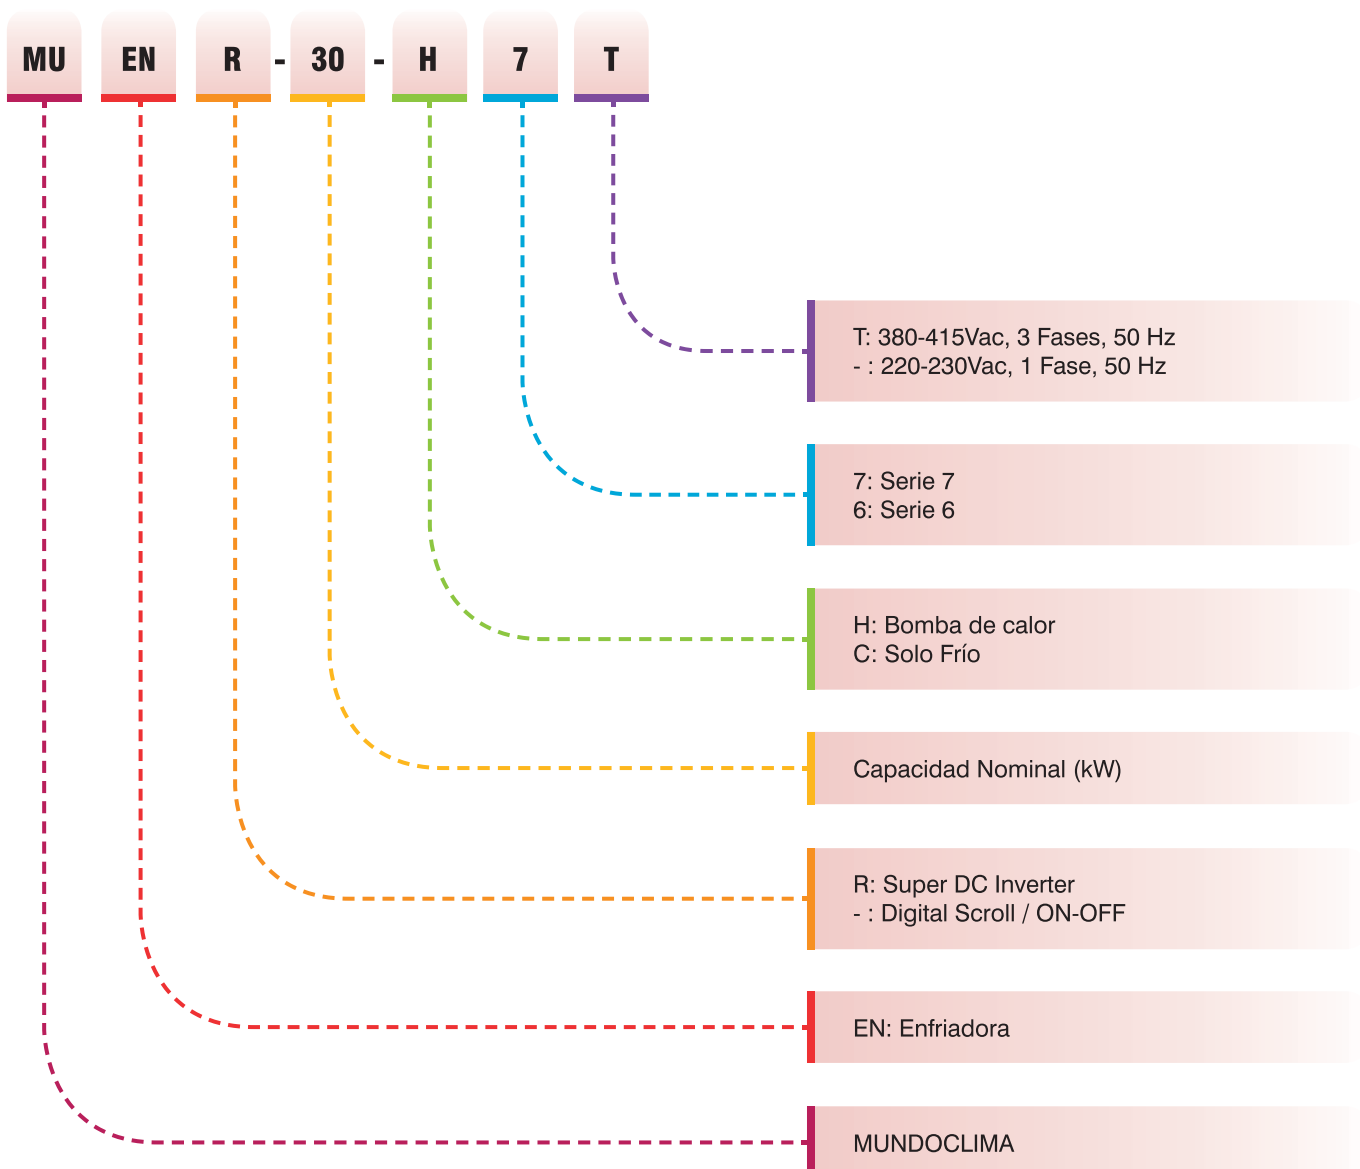 MU EN R - 30 - H 7 T
T: 380-415Vac, 3 Fases, 50 Hz
- : 220-230Vac, 1 Fase, 50 Hz
7: Serie 7
6: Serie 6
H: Bomba de calor
C: Solo Frío
Capacidad Nominal (kW)
R: Super DC Inverter
- : Digital Scroll / ON-OFF
EN: Enfriadora
MUNDOCLIMA